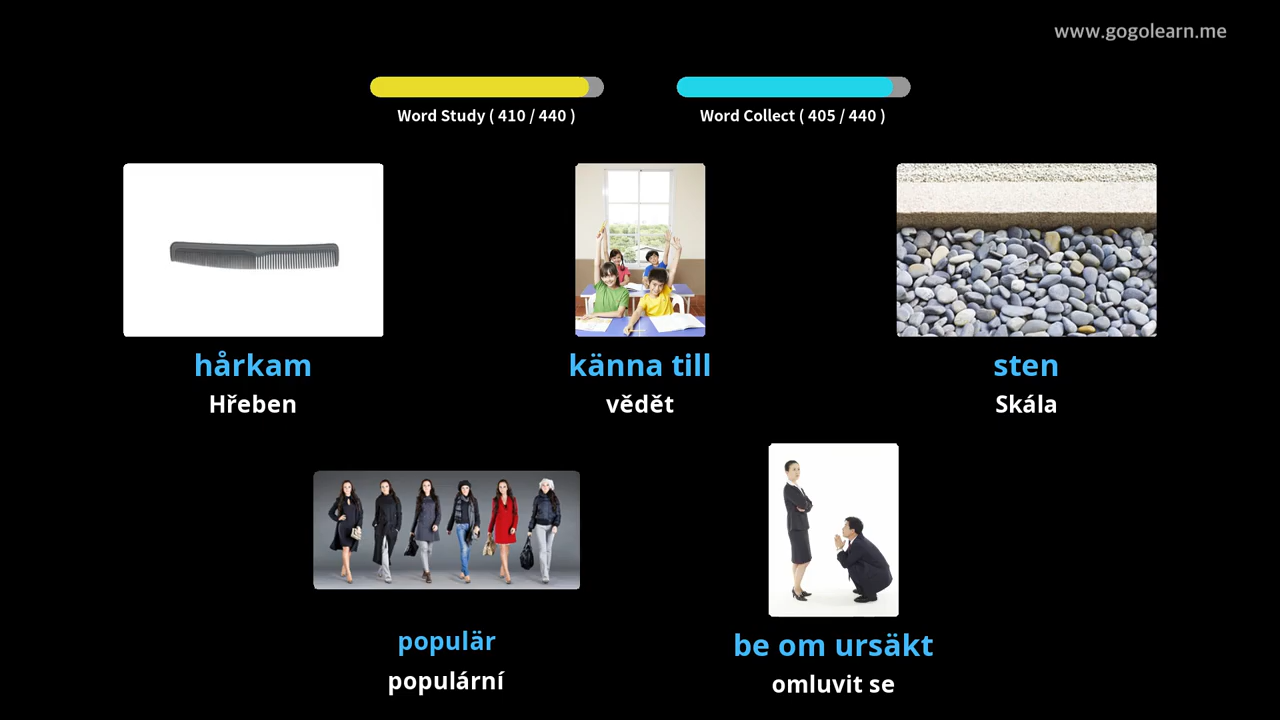 www.gogolearn.me
Word Study ( 410 / 440 )
Word Collect ( 405 / 440 )
hårkam
Hřeben
känna till
vědět
sten
Skála
populär
populární
be om ursäkt
omluvit se